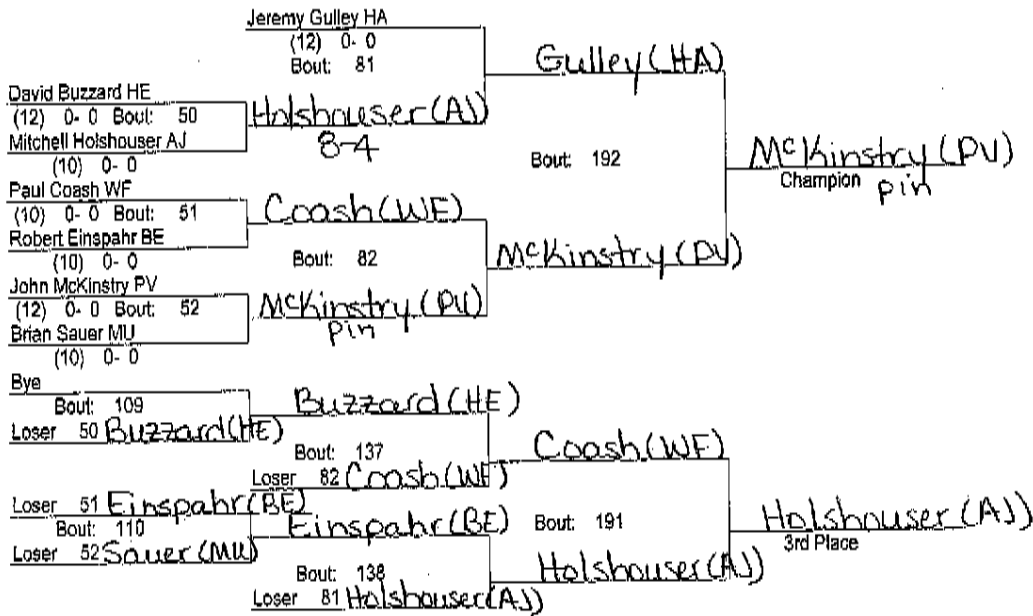 Jeremy Gulley HA
(12) 0- 0
Bout: 81
Gulley (HA)
David Buzzard HE
(12) 0- 0 Bout: 50
Holshouser (AJ)
8-4
Mitchell Holshouser AJ
(10) 0- 0
Bout: 192
McKinstry (PV)
Champion
pin
Paul Coash WF
(10) 0- 0 Bout: 51
Coash (WF)
Robert Einspahr BE
(10) 0- 0
Bout: 82
McKinstry (PV)
John McKinstry PV
(12) 0- 0 Bout: 52
McKinstry (PV)
pin
Brian Sauer MU
(10) 0- 0
Bye
Bout: 109
Buzzard (HE)
Loser 50 Buzzard (HE)
Bout: 137
Coash (WF)
Loser 82 Coash (WF)
Loser 51 Einspahr (BE)
Bout: 110
Einspahr (BE)
Bout: 191
Holshouser (AJ)
3rd Place
Loser 52 Sauer (MU)
Bout: 138
Holshouser (AJ)
Loser 81 Holshouser (AJ)